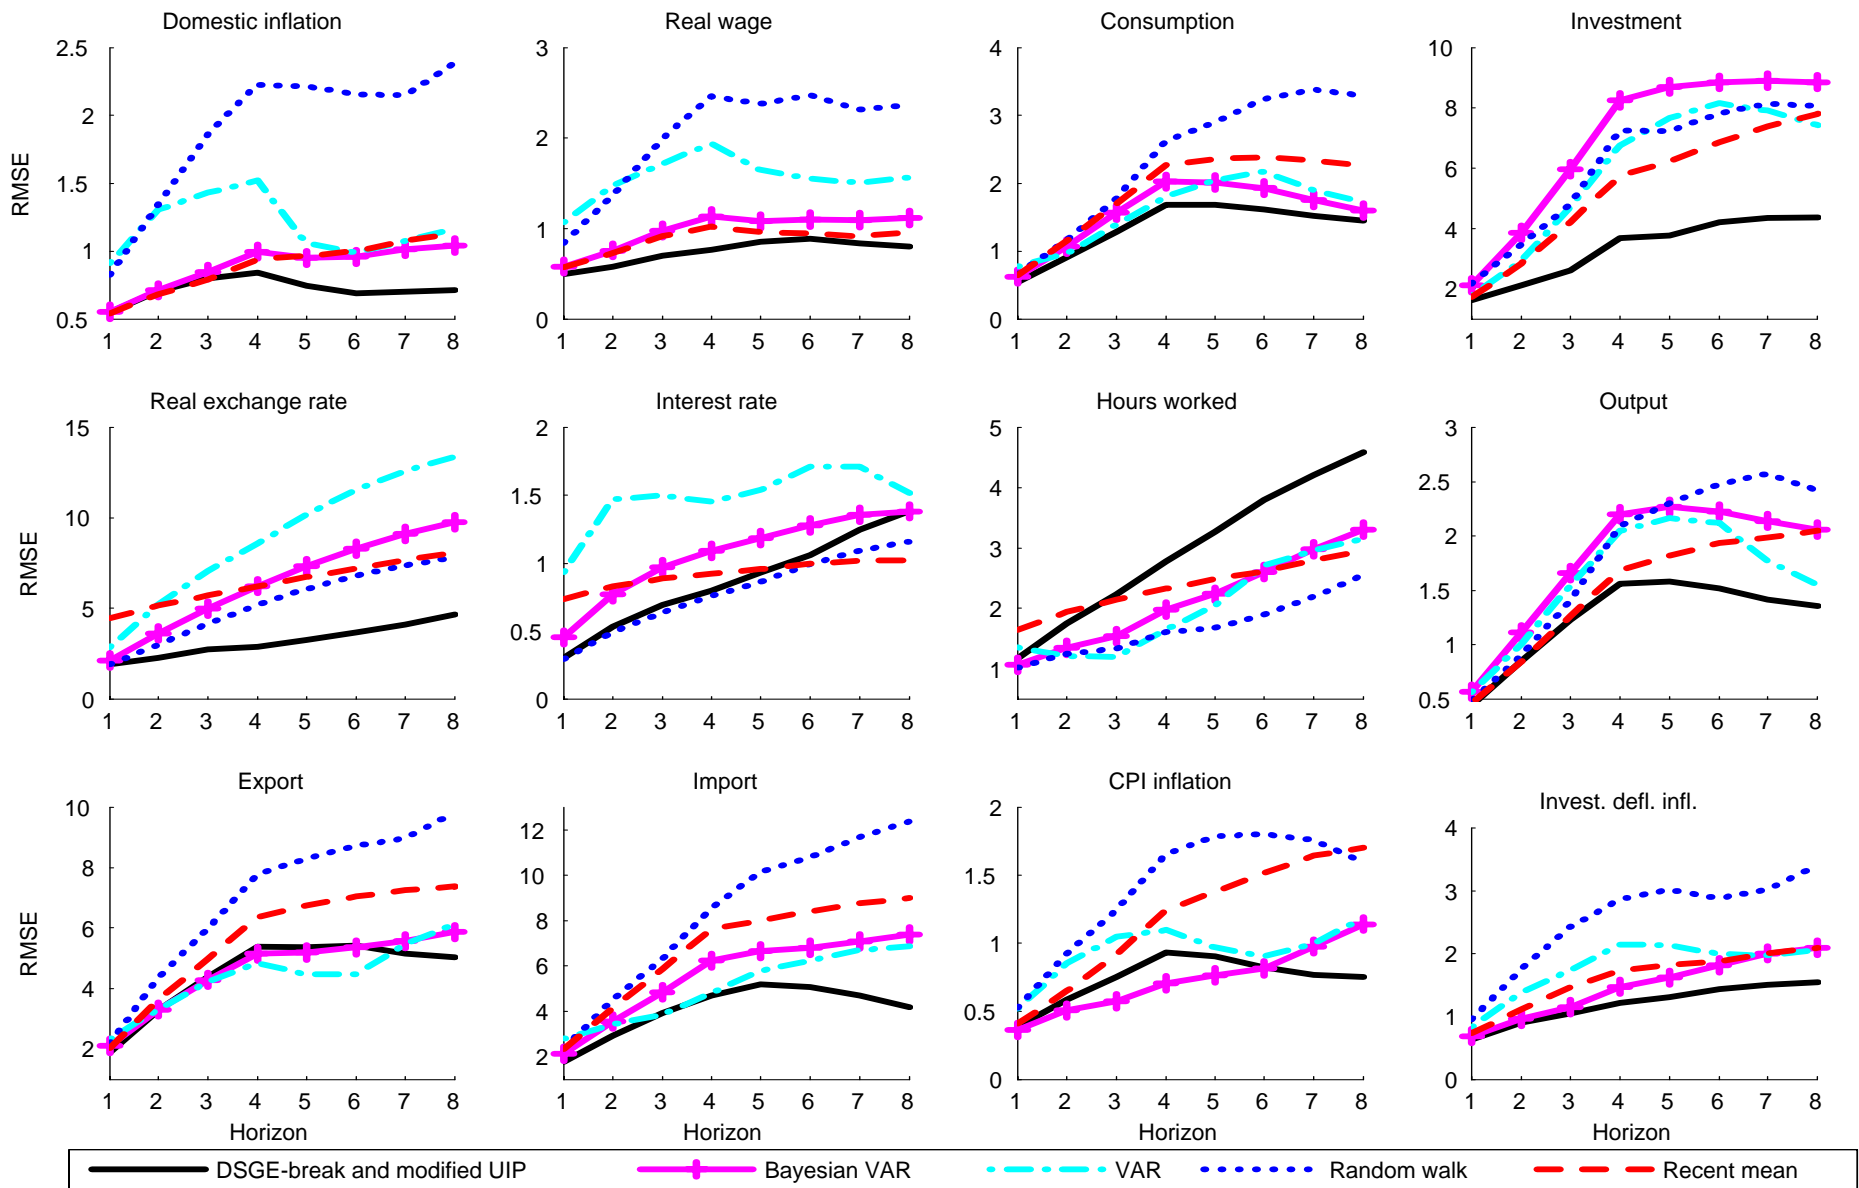 Domestic inflation Real wage Consumption Investment
2.5 3 4 10
2 8
3
2
RMSE 1.5 2 6
1 1 4
1
0.5 0 0 2
1 2 3 4 5 6 7 8 1 2 3 4 5 6 7 8 1 2 3 4 5 6 7 8 1 2 3 4 5 6 7 8
Real exchange rate Interest rate Hours worked Output
15 2 5 3
4 2.5
10 1.5
RMSE 3 2
1
5 2 1.5
0.5
1 1
0 0 0.5
1 2 3 4 5 6 7 8 1 2 3 4 5 6 7 8 1 2 3 4 5 6 7 8 1 2 3 4 5 6 7 8
Export Import CPI inflation Invest. defl. infl.
10 2
12 4
8 10 1.5
3
RMSE 6 8 1 2
6
4 4 0.5 1
2 2
0 0
1 2 3 4 5 6 7 8 1 2 3 4 5 6 7 8 1 2 3 4 5 6 7 8 1 2 3 4 5 6 7 8
Horizon Horizon Horizon Horizon
DSGE-break and modified UIP Bayesian VAR VAR Random walk Recent mean